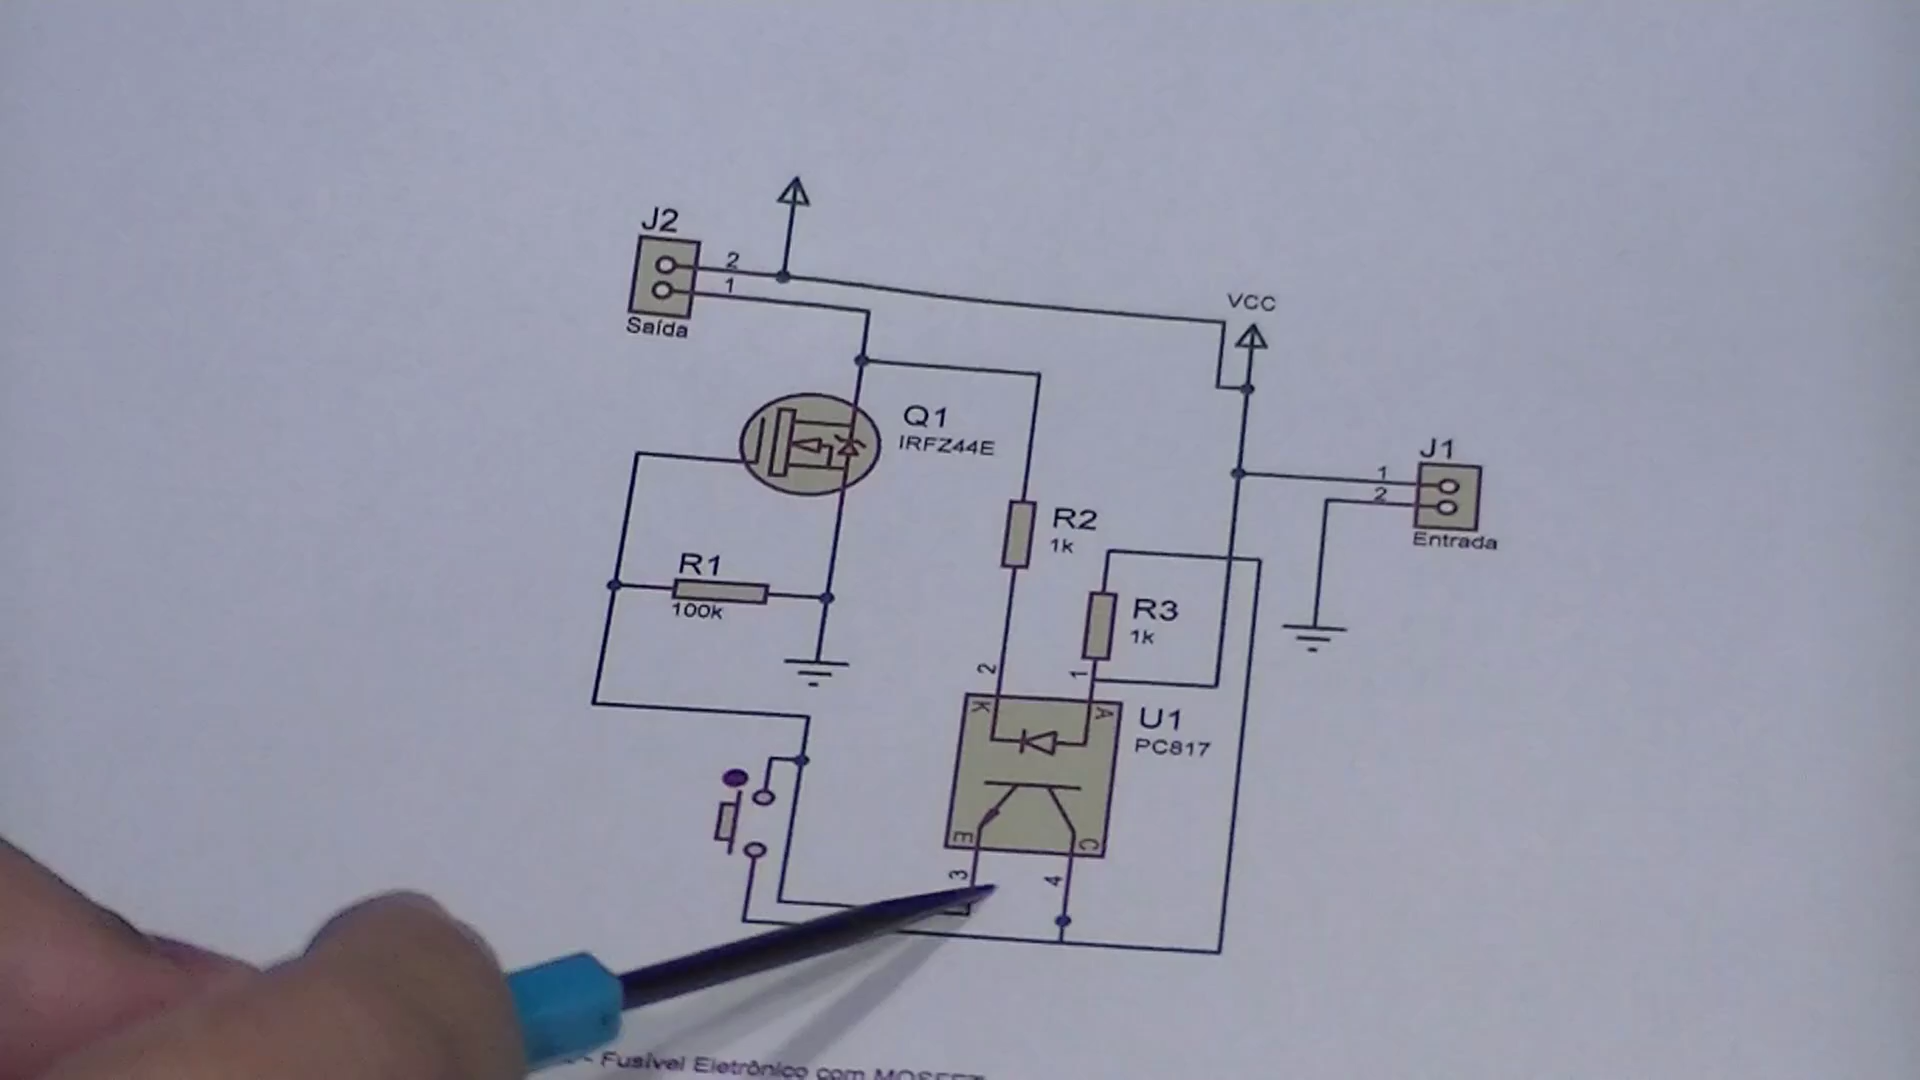 J2
2
1
Saída
VCC
Q1
IRFZ44E
J1
1
2
Entrada
R2
1k
R1
100k
R3
1k
2
1
K
A
U1
PC817
E
C
3
4
- Fusível Eletrônico com MOSFET